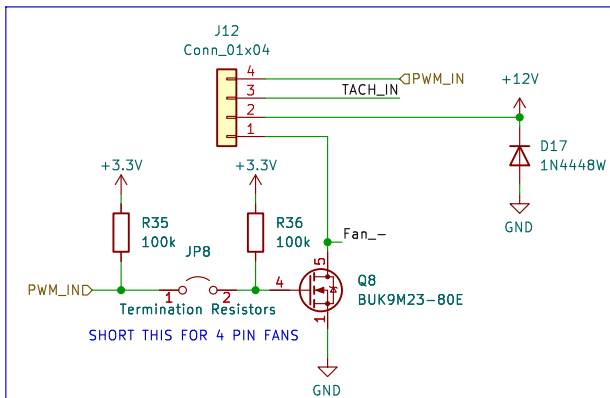 J12
Conn_01x04
4
PWM_IN
3
TACH_IN
+12V
2
1
D17
1N4448W
GND
+3.3V
+3.3V
R35
100k
R36
100k
JP8
Fan_-
5
Q8
BUK9M23-80E
PWM_IN
1
2
4
1
Termination Resistors
SHORT THIS FOR 4 PIN FANS
GND